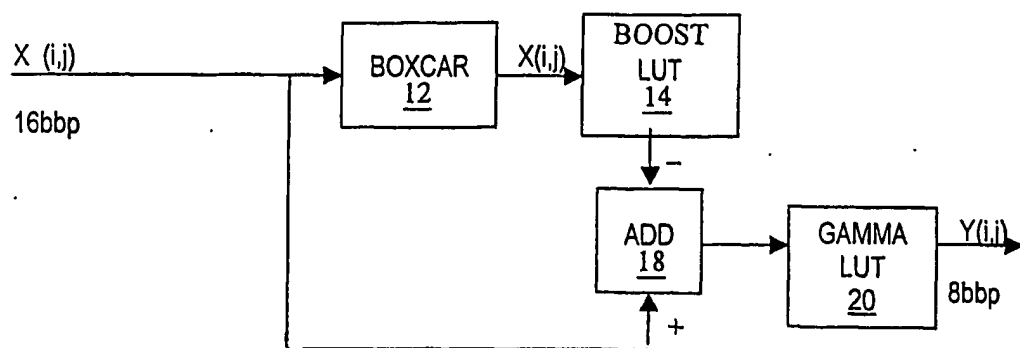 X (i,j)
16bbp
BOXCAR
12
X(i,j)
BOOST
LUT
14
−
ADD
18
+
GAMMA
LUT
20
Y(i,j)
8bbp